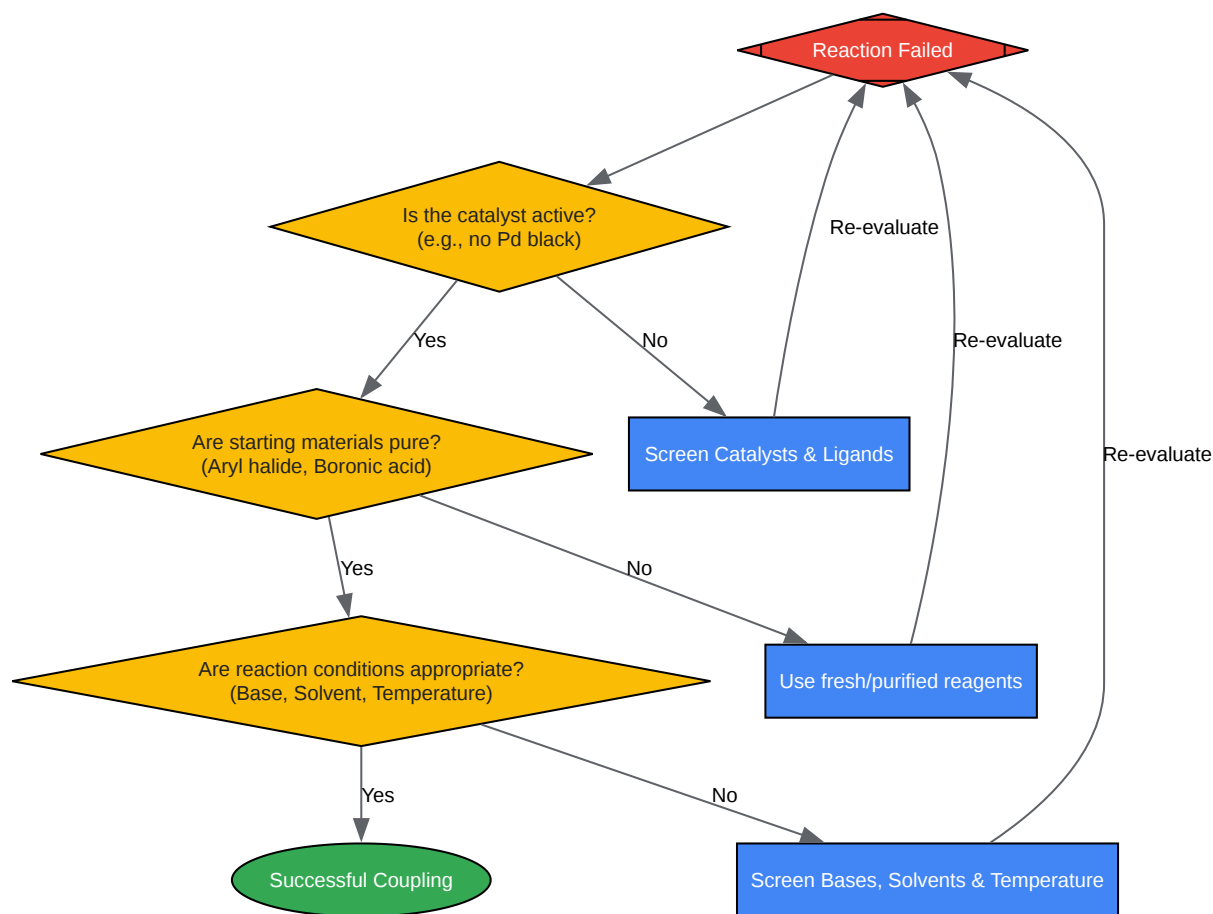 Reaction Failed
Is the catalyst active?
(e.g., no Pd black)
Re-evaluate
Yes
No
Re-evaluate
Are starting materials pure?
(Aryl halide, Boronic acid)
Screen Catalysts & Ligands
Re-evaluate
Yes
No
Are reaction conditions appropriate?
(Base, Solvent, Temperature)
Use fresh/purified reagents
Yes
No
Successful Coupling
Screen Bases, Solvents & Temperature